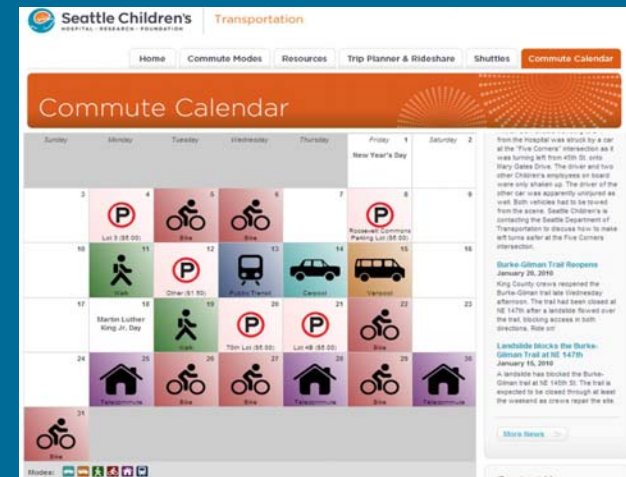 Seattle Children's
HOSPITAL • RESEARCH • FOUNDATION
Transportation
Home Commute Modes Resources Trip Planner & Rideshare Shuttles Commute Calendar
Commute Calendar
Sunday Monday Tuesday Wednesday Thursday Friday 1 Saturday 2
New Year's Day
3 4 5 6 7 8 9
P P
Lot 3 ($5.00) Bike Bike Roosevelt Commons
Parking Lot ($5.00)
10 11 12 13 14 15 16
P
Walk Other ($1.50) Public Transit Carpool Vanpool
17 18 19 20 21 22 23
Martin Luther
King Jr. Day
P P
Walk 70th Lot ($5.00) Lot 4B ($5.00) Bike
24 25 26 27 28 29 30
Telecommute Bike Bike Telecommute Bike Telecommute
31
Bike
Modes:
from the Hospital was struck by a car
at the "Five Corners" intersection as it
was turning left from 45th St. onto
Mary Gates Drive. The driver and two
other Children's employees on board
were only shaken up. The driver of the
other car was apparently uninjured as
well. Both vehicles had to be towed
from the scene. Seattle Children's is
contacting the Seattle Department of
Transportation to discuss how to make
left turns safer at the Five Corners
intersection.
Burke-Gilman Trail Reopens
January 20, 2010
King County crews reopened the
Burke-Gilman trail late Wednesday
afternoon. The trail had been closed at
NE 147th after a landslide flowed over
the trail, blocking access in both
directions. Ride on!
Landslide blocks the Burke-
Gilman Trail at NE 147th
January 15, 2010
A landslide has blocked the Burke-
Gilman trail at NE 145th St. The trail is
expected to be closed through at least
the weekend as crews repair the site.
More News >